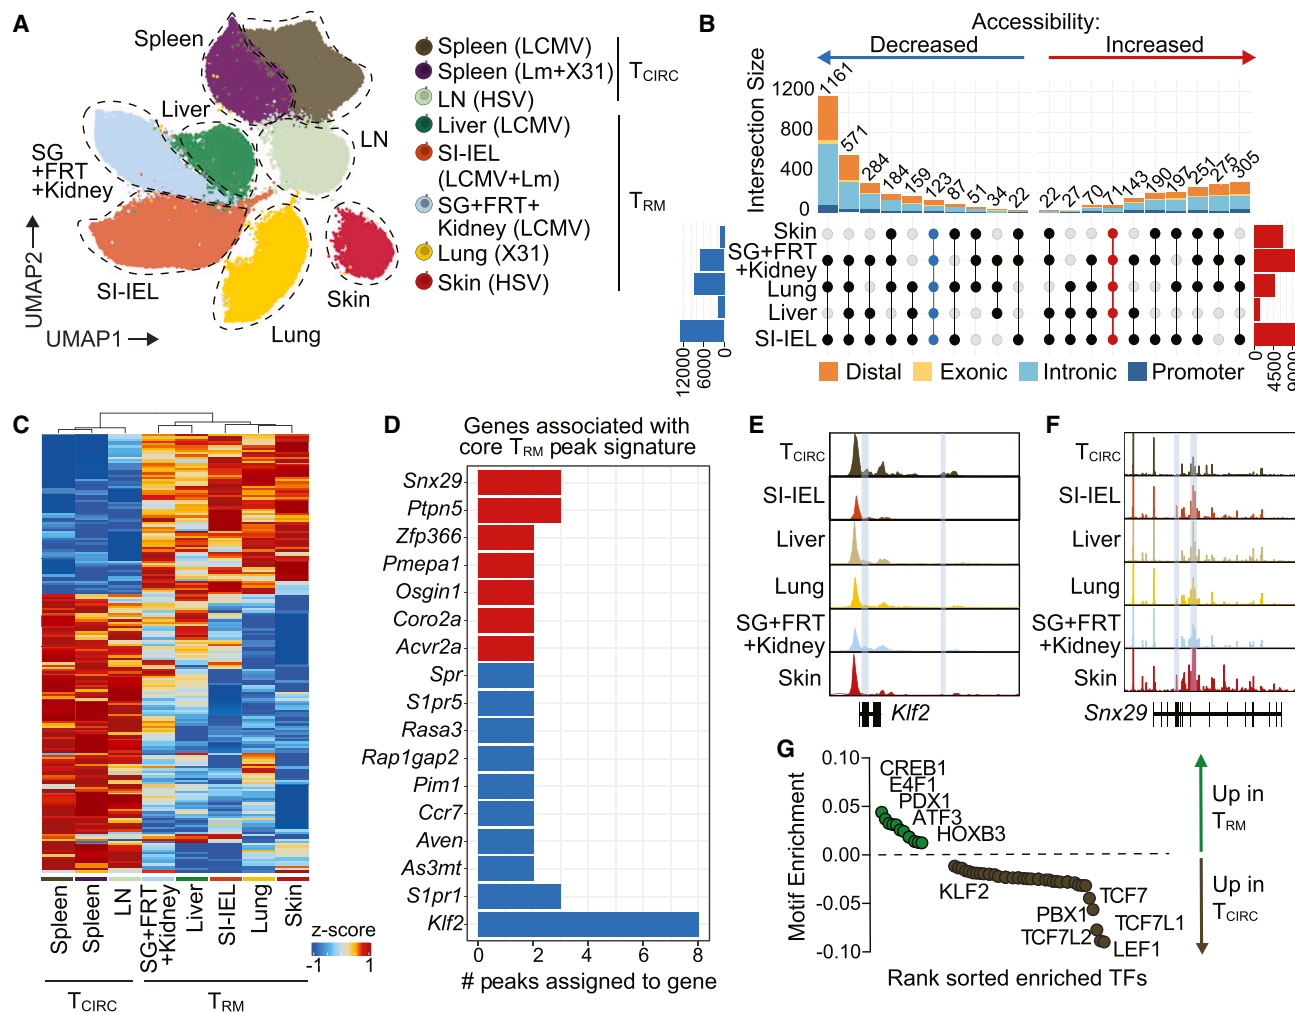 A
Spleen
Liver
SG
+FRT
+Kidney
LN
SI-IEL
Lung
Skin
UMAP2
UMAP1
Spleen (LCMV)
Spleen (Lm+X31)
LN (HSV)
Liver (LCMV)
SI-IEL
(LCMV+Lm)
SG+FRT+
Kidney (LCMV)
Lung (X31)
Skin (HSV)
TCIRC
TRM
B
Accessibility:
Decreased
Increased
Intersection Size
1200
800
400
0
1161
571
284
184
159
123
87
51
34
22
22
27
70
71
143
190
197
251
275
305
Skin
SG+FRT
+Kidney
Lung
Liver
SI-IEL
12000
6000
0
0
4500
9000
Distal
Exonic
Intronic
Promoter
C
Spleen
Spleen
LN
SG+FRT
+Kidney
Liver
SI-IEL
Lung
Skin
z-score
-1
1
TCIRC
TRM
D
Genes associated with
core TRM peak signature
Snx29
Ptpn5
Zfp366
Pmepa1
Osgin1
Coro2a
Acvr2a
Spr
S1pr5
Rasa3
Rap1gap2
Pim1
Ccr7
Aven
As3mt
S1pr1
Klf2
0
2
4
6
8
# peaks assigned to gene
E
TCIRC
SI-IEL
Liver
Lung
SG+FRT
+Kidney
Skin
Klf2
F
TCIRC
SI-IEL
Liver
Lung
SG+FRT
+Kidney
Skin
Snx29
G
Motif Enrichment
0.10
0.05
0.00
-0.05
-0.10
CREB1
E4F1
PDX1
ATF3
HOXB3
KLF2
TCF7
PBX1
TCF7L1
TCF7L2
LEF1
Up in
TRM
Up in
TCIRC
Rank sorted enriched TFs